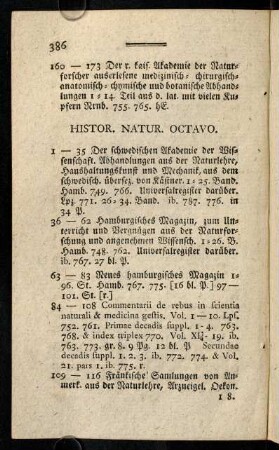 386
160 — 173 Der r. kais. Akademie der Natur-
forscher auserlesene medizinisch- chirurgisch-
anatomisch- chymische und botanische Abhand-
lungen 1 - 14. Teil aus d. lat. mit vielen Ku-
pfern Nrnb. 755. 765. hE.
HISTOR. NATUR. OCTAVO.
1 — 35 Der schwedischen Akademie der Wis-
senschaft. Abhandlungen aus der Naturlehre,
Haushaltungskunst und Mechanik, aus dem
schwedisch. übersez. von Kästner. 1 - 25. Band.
Hamb. 749. 766. Universalregister darüber.
Lpz. 771. 26 - 34. Band. ib. 787. 776. in
34 P.
36 — 62 Hamburgisches Magazin, zum Un-
terricht und Vergnügen aus der Naturfor-
schung und angenehmen Wissensch. 1 - 26. B.
Hamb. 748. 762. Universalregister darüber.
ib. 767. 27 bl. P.
63 — 83 Neues hamburgisches Magazin 1 -
96. St. Hamb. 767. 775. [16 bl. P.] 97 —
101. St. [r.]
84 — 108 Commentarii de rebus in scientia
naturali & medicina gestis. Vol. 1 — 10. Lps.
752. 761. Primae decadis suppl. 1 - 4. 763.
768. & index triplex 770. Vol. XI. - 19. ib.
763. 773. gr. 8. 9 Pg. 12 bl. P Secundae
decadis suppl. 1. 2. 3. ib. 772. 774. & Vol.
21. pars 1. ib. 775. r.
109 — 116 Fränkische Samlungen von An-
merk. aus der Naturlehre, Arzneigel. Oekon.
1 8.